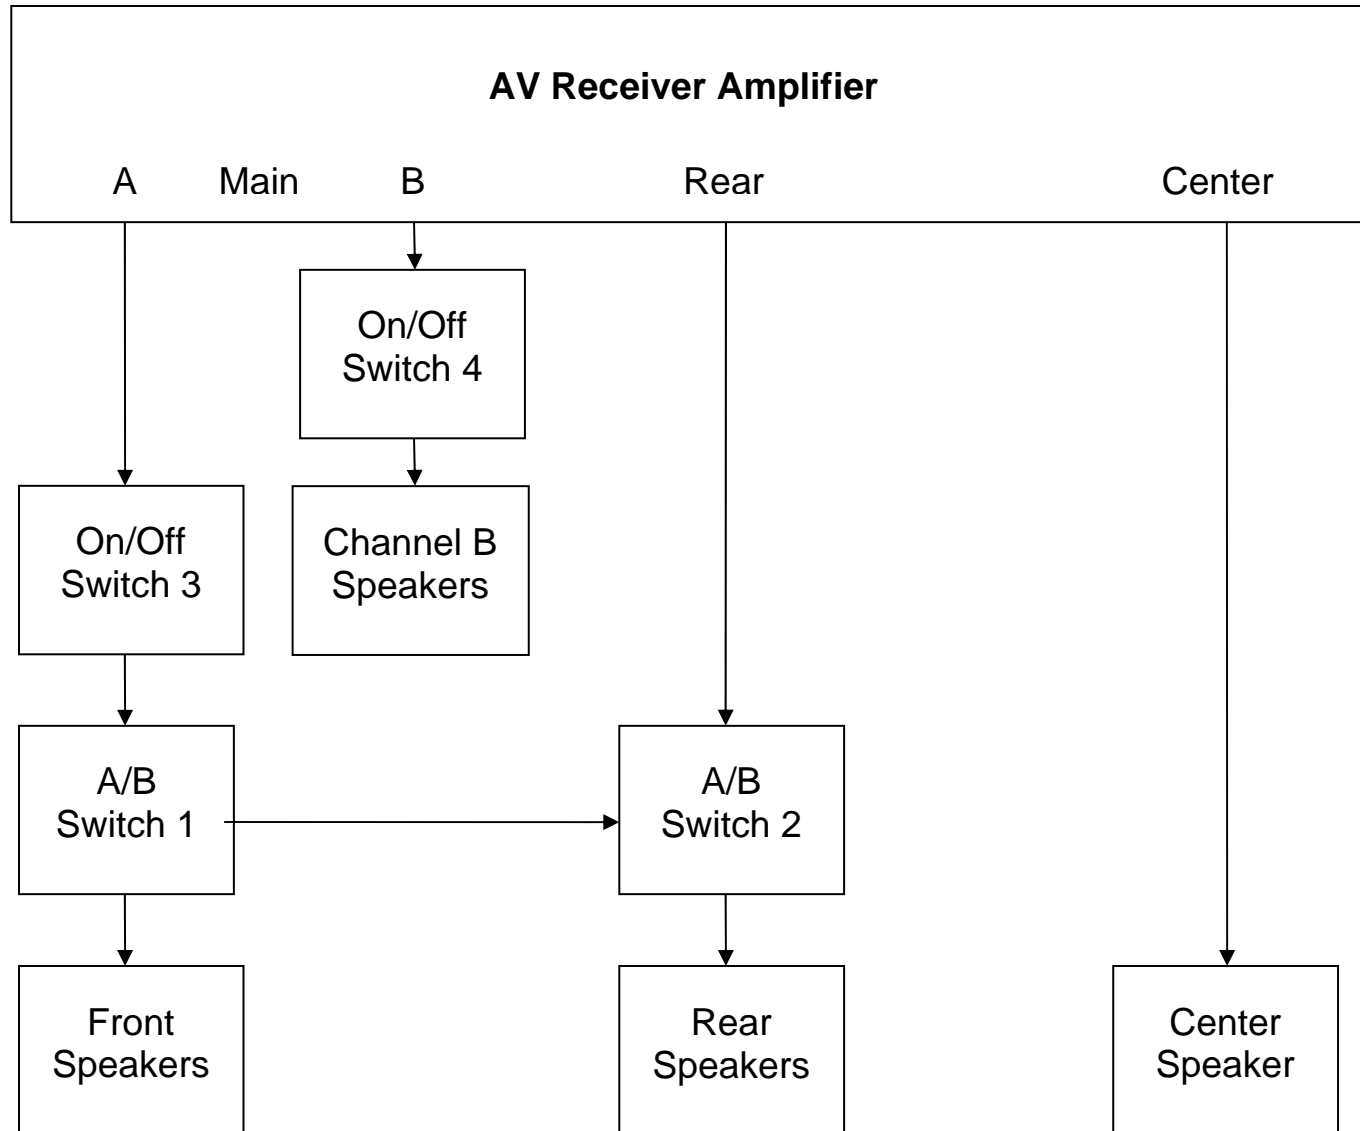 AV Receiver Amplifier
A Main B Rear Center
On/Off
Switch 4
On/Off
Switch 3
Channel B
Speakers
A/B
Switch 1
A/B
Switch 2
Front
Speakers
Rear
Speakers
Center
Speaker